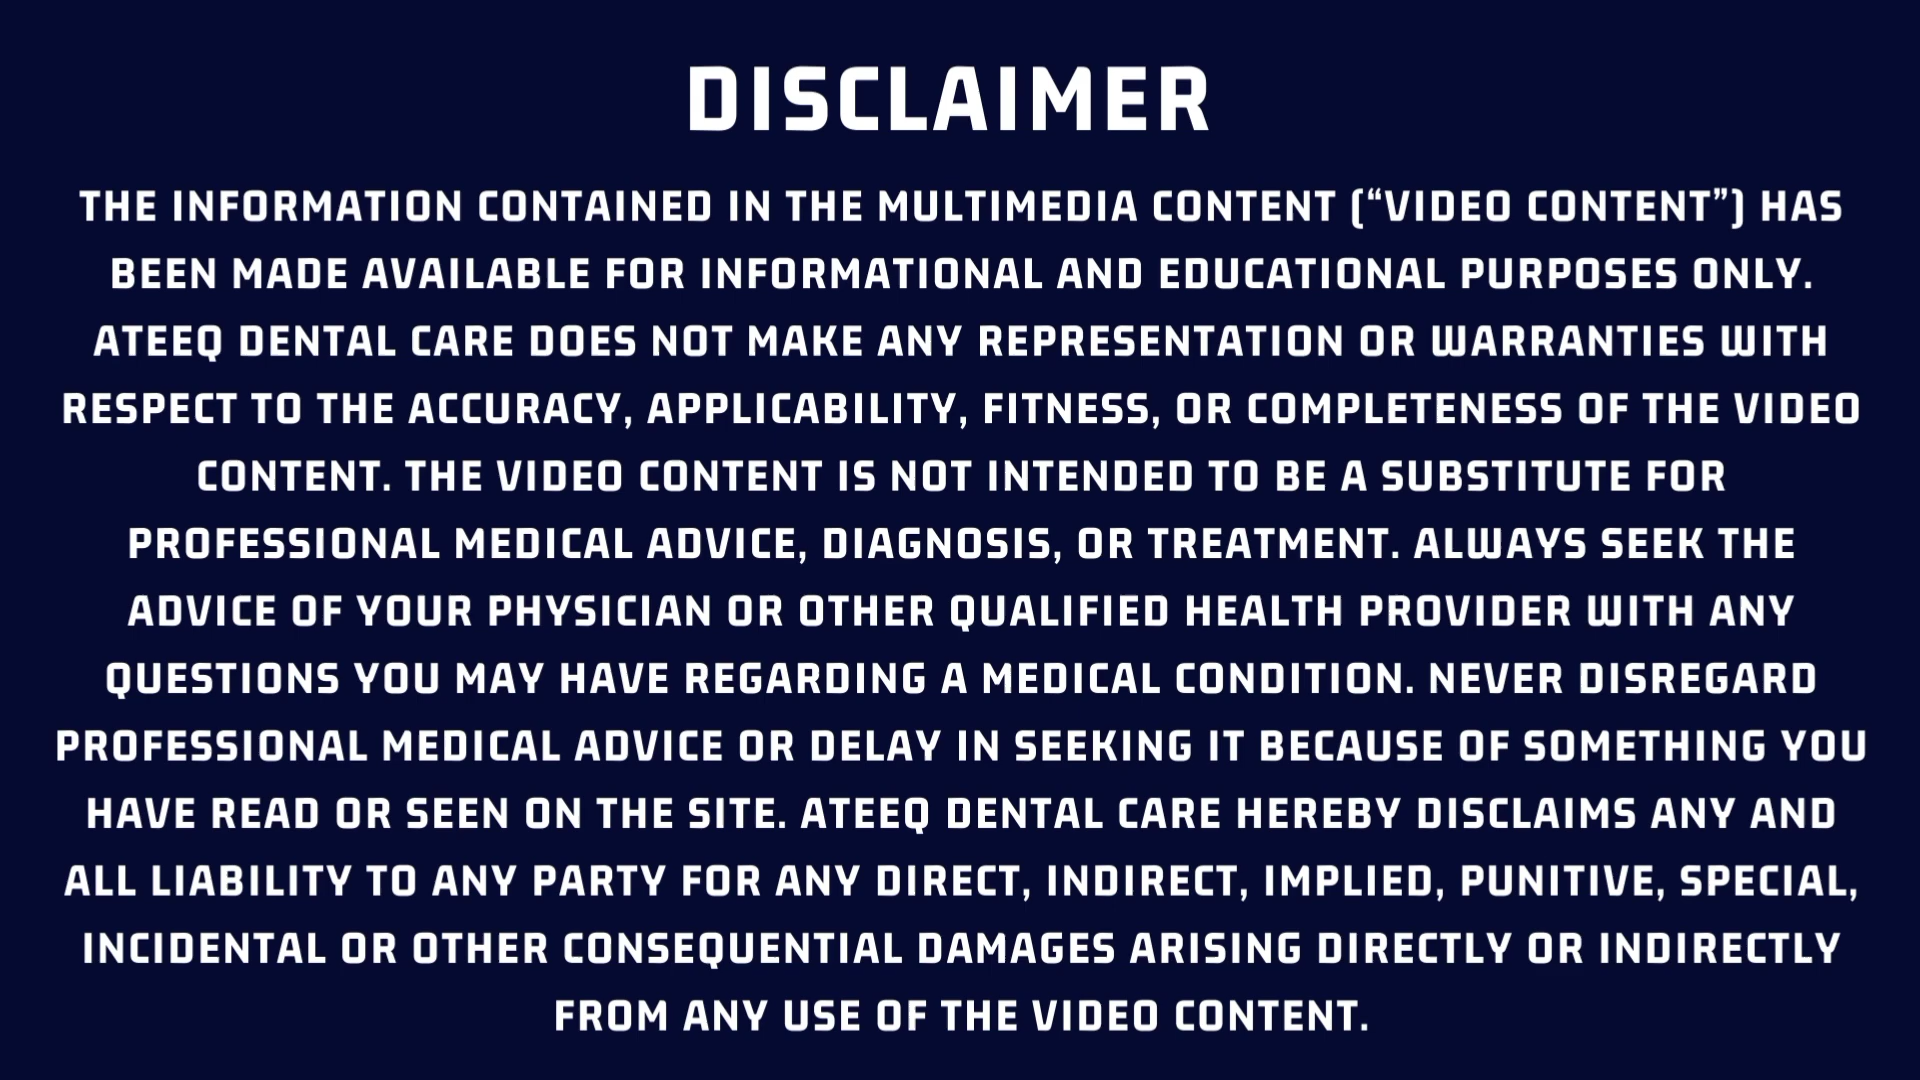 DISCLAIMER
THE INFORMATION CONTAINED IN THE MULTIMEDIA CONTENT (“VIDEO CONTENT”) HAS
BEEN MADE AVAILABLE FOR INFORMATIONAL AND EDUCATIONAL PURPOSES ONLY.
ATEEQ DENTAL CARE DOES NOT MAKE ANY REPRESENTATION OR WARRANTIES WITH
RESPECT TO THE ACCURACY, APPLICABILITY, FITNESS, OR COMPLETENESS OF THE VIDEO
CONTENT. THE VIDEO CONTENT IS NOT INTENDED TO BE A SUBSTITUTE FOR
PROFESSIONAL MEDICAL ADVICE, DIAGNOSIS, OR TREATMENT. ALWAYS SEEK THE
ADVICE OF YOUR PHYSICIAN OR OTHER QUALIFIED HEALTH PROVIDER WITH ANY
QUESTIONS YOU MAY HAVE REGARDING A MEDICAL CONDITION. NEVER DISREGARD
PROFESSIONAL MEDICAL ADVICE OR DELAY IN SEEKING IT BECAUSE OF SOMETHING YOU
HAVE READ OR SEEN ON THE SITE. ATEEQ DENTAL CARE HEREBY DISCLAIMS ANY AND
ALL LIABILITY TO ANY PARTY FOR ANY DIRECT, INDIRECT, IMPLIED, PUNITIVE, SPECIAL,
INCIDENTAL OR OTHER CONSEQUENTIAL DAMAGES ARISING DIRECTLY OR INDIRECTLY
FROM ANY USE OF THE VIDEO CONTENT.